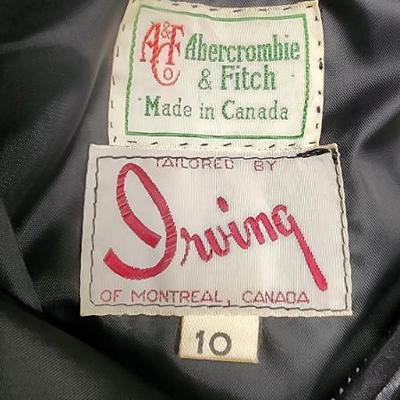 A&F Co
Abercrombie
& Fitch
Made in Canada
TAILORED BY
Irving
OF MONTREAL, CANADA
10